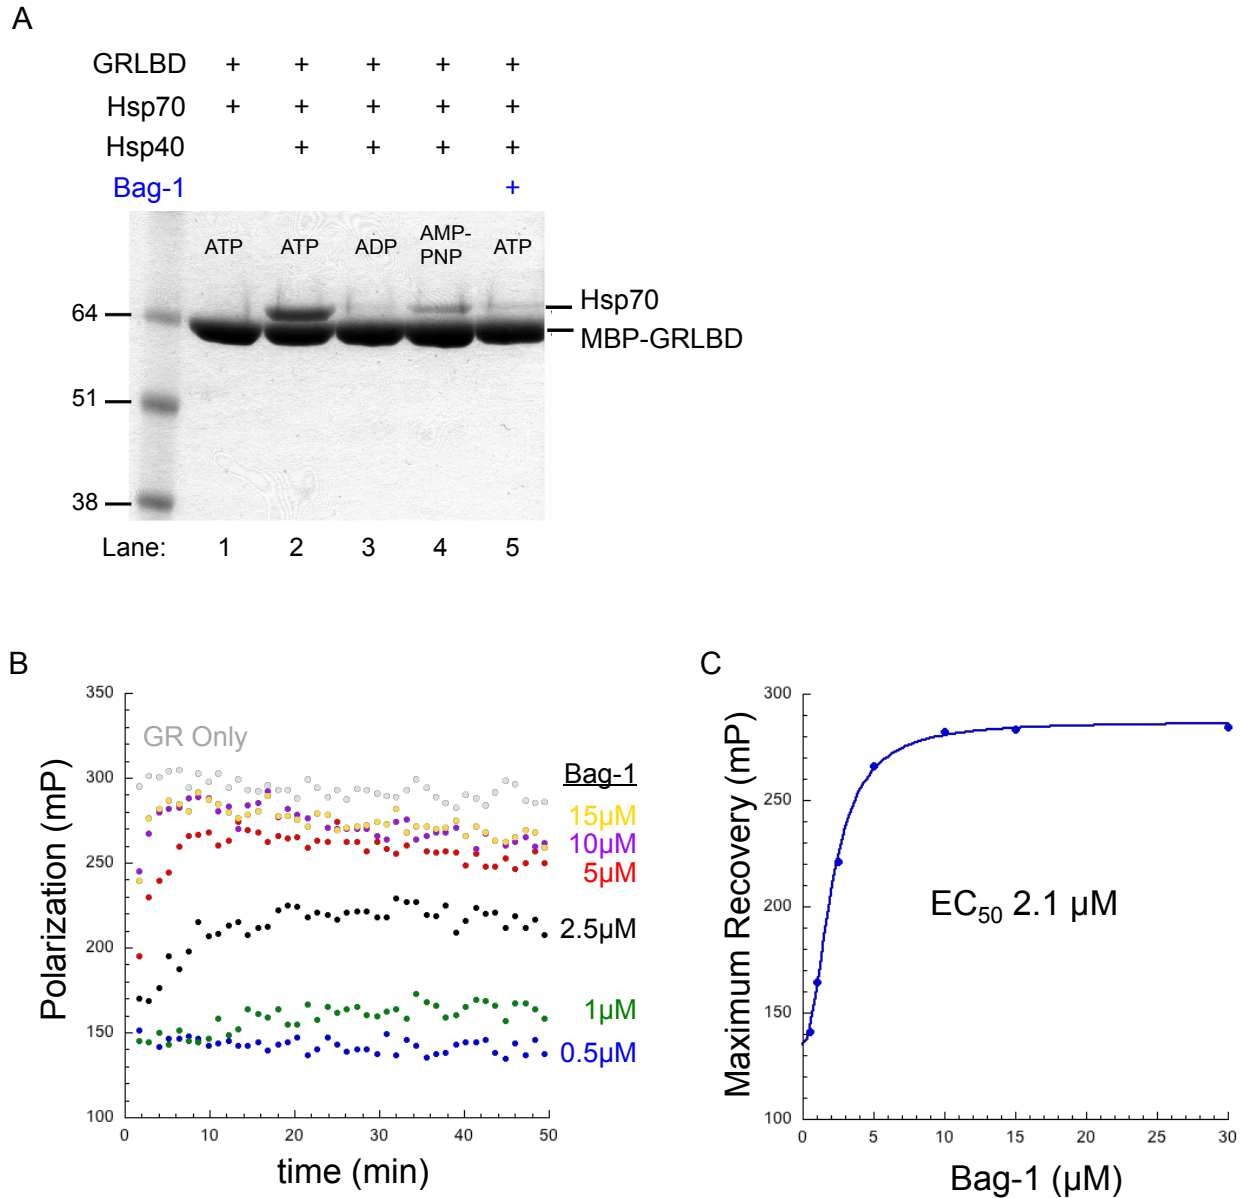 A
GRLBD + + + + +
Hsp70 + + + + +
Hsp40 + + + +
Bag-1 +
ATP ATP ADP AMP-PNP ATP
Hsp70
64
MBP-GRLBD
51
38
Lane: 1 2 3 4 5
B
Polarization (mP)
350
300
250
200
150
100
GR Only
Bag-1
15µM
10µM
5µM
2.5µM
1µM
0.5µM
0 10 20 30 40 50
time (min)
C
Maximum Recovery (mP)
300
250
200
150
100
EC50 2.1 µM
0 5 10 15 20 25 30
Bag-1 (µM)